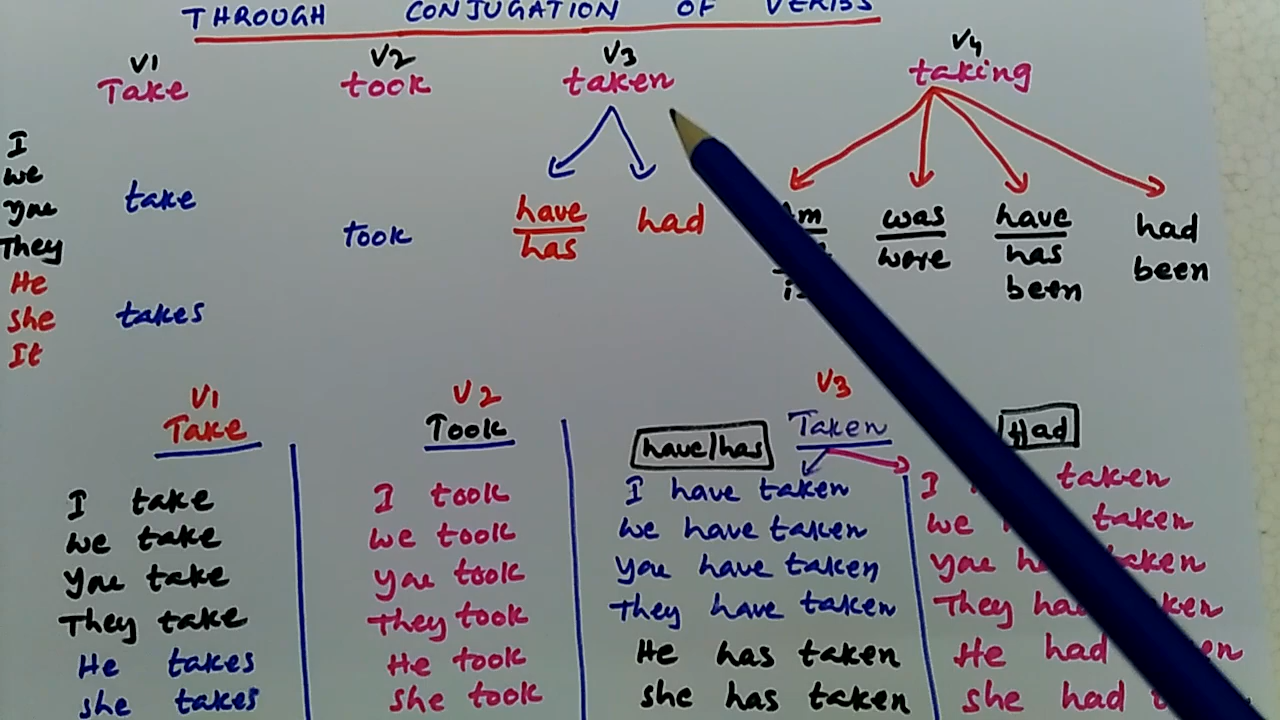 THROUGH CONJUGATION OF VERBS
V1 V2 V3 V4
Take took taken taking
I
we
you take
They
He
she takes
It
took
have had
has
was
were
have
has
been
had
been
V1 V2 V3
Take Took have/has Taken Had
I take I took I have taken I taken
we take we took we have taken we taken
you take you took you have taken you taken
They take They took They have taken They
He takes He took He has taken He had
she takes she took she has taken she had